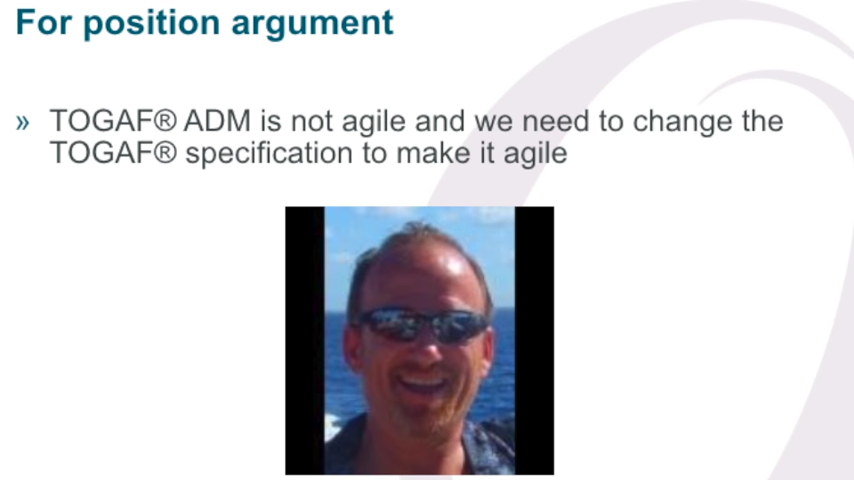 For position argument
» TOGAF® ADM is not agile and we need to change the
TOGAF® specification to make it agile